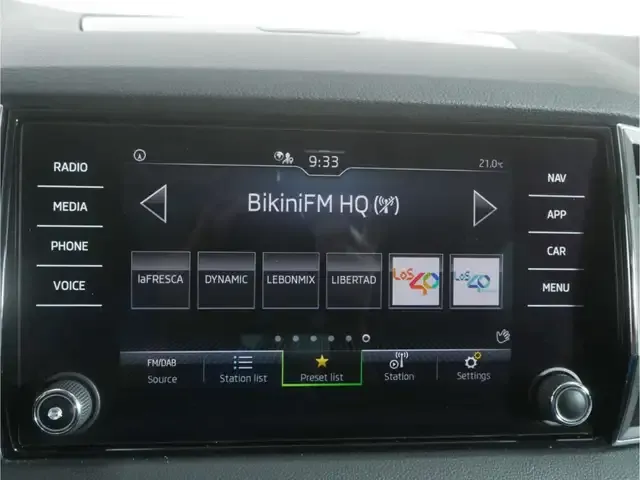 RADIO
MEDIA
PHONE
VOICE
9:33
21.0°C
BikiniFM HQ
laFRESCA
DYNAMIC
LEBONMIX
LIBERTAD
LOS 40
LOS 40
FM/DAB
Source
Station list
Preset list
Station
Settings
NAV
APP
CAR
MENU